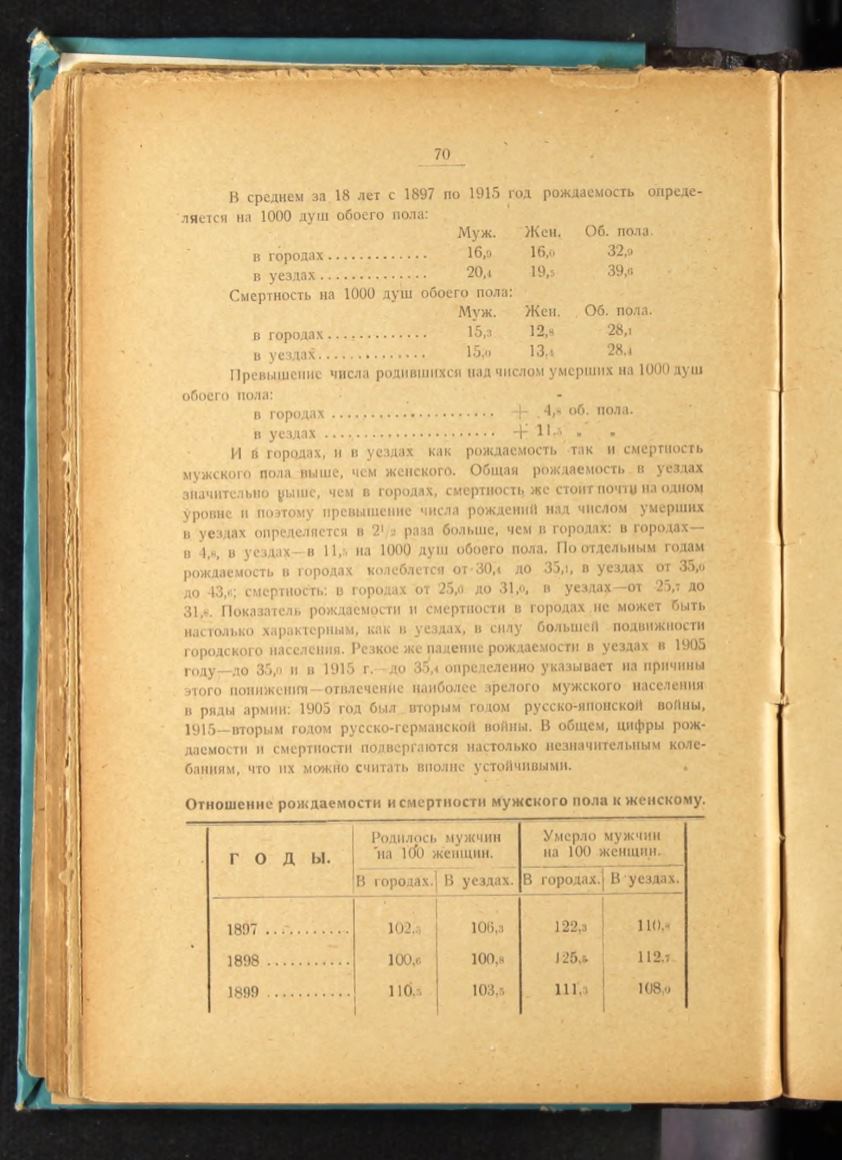 70
В среднем за 18 лет с 1897 по 1915 год рождаемость опреде-
ляется на 1000 душ обоего пола:
Муж. Жен. Об. пола.
в городах ............. 16,9 16,0 32,9
в уездах .............. 20,4 19,5 39,6
Смертность на 1000 душ обоего пола:
Муж. Жен. Об. пола.
в городах ............. 15,3 12,8 28,1
в уездах .............. 15,0 13,4 28,4
Превышение числа родившихся над числом умерших на 1000 душ
обоего пола:
в городах ..................... + 4,8 об. пола.
в уездах ...................... + 11,5 „ „
И в городах, и в уездах как рождаемость так и смертность
мужского пола выше, чем женского. Общая рождаемость в уездах
значительно выше, чем в городах, смертность же стоит почти на одном
уровне и поэтому превышение числа рождений над числом умерших
в уездах определяется в 2¹/₂ раза больше, чем в городах: в городах—
в 4,8, в уездах—в 11,5 на 1000 душ обоего пола. По отдельным годам
рождаемость в городах колеблется от 30,4 до 35,1, в уездах от 35,0
до 43,6; смертность: в городах от 25,0 до 31,0, в уездах—от 25,7 до
31,8. Показатель рождаемости и смертности в городах не может быть
настолько характерным, как в уездах, в силу большей подвижности
городского населения. Резкое же падение рождаемости в уездах в 1905
году—до 35,0 и в 1915 г.—до 35,4 определенно указывает на причины
этого понижения—отвлечение наиболее зрелого мужского населения
в ряды армии: 1905 год был вторым годом русско-японской войны,
1915—вторым годом русско-германской войны. В общем, цифры рож-
даемости и смертности подвергаются настолько незначительным коле-
баниям, что их можно считать вполне устойчивыми.
Отношение рождаемости и смертности мужского пола к женскому.
ГОДЫ. Родилось мужчин на 100 женщин. Умерло мужчин на 100 женщин.
В городах. В уездах. В городах. В уездах.
1897 ........... 102,3 106,3 122,3 110,8
1898 ........... 100,6 100,8 125,5 112,7
1899 ........... 110,5 103,5 111,3 108,0